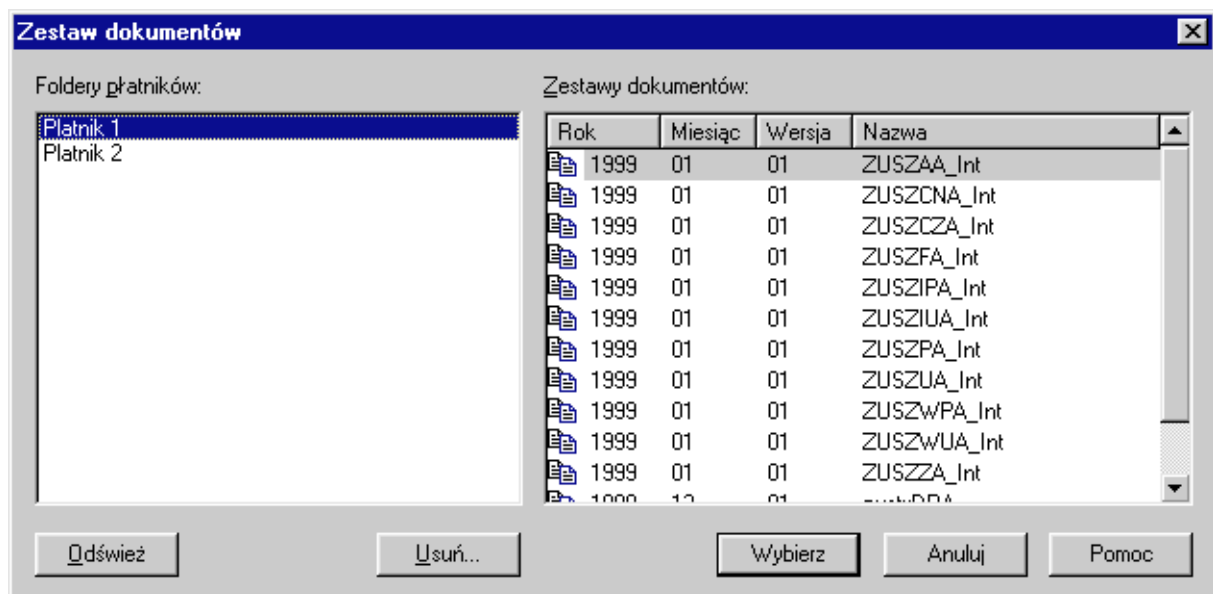 Zestaw dokumentów
Foldery płatników:
Zestawy dokumentów:
Platnik 1
Platnik 2
Rok Miesiąc Wersja Nazwa
1999 01 01 ZUSZAA_Int
1999 01 01 ZUSZCNA_Int
1999 01 01 ZUSZCZA_Int
1999 01 01 ZUSZFA_Int
1999 01 01 ZUSZIPA_Int
1999 01 01 ZUSZIUA_Int
1999 01 01 ZUSZPA_Int
1999 01 01 ZUSZUA_Int
1999 01 01 ZUSZWPA_Int
1999 01 01 ZUSZWUA_Int
1999 01 01 ZUSZZA_Int
Odśwież Usuń... Wybierz Anuluj Pomoc